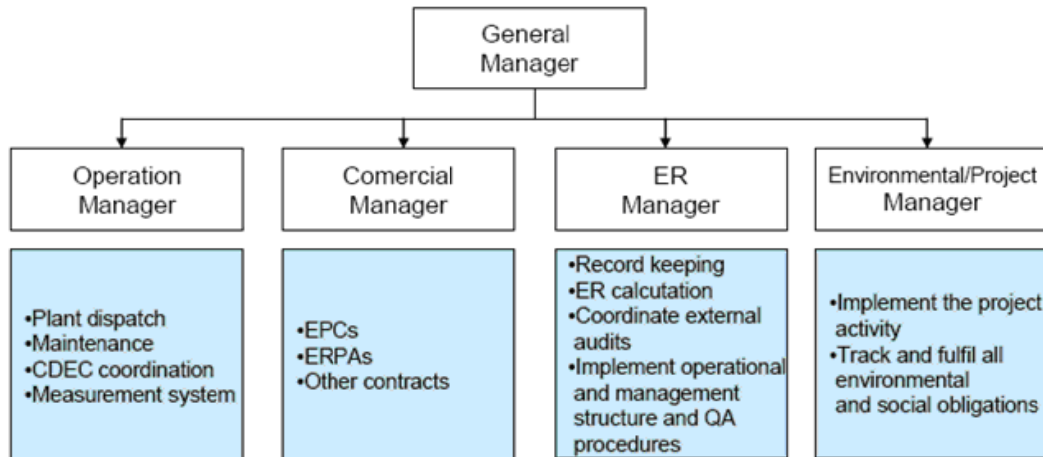 General
Manager
Operation
Manager
Comercial
Manager
ER
Manager
Environmental/Project
Manager
•Plant dispatch
•Maintenance
•CDEC coordination
•Measurement system
•EPCs
•ERPAs
•Other contracts
•Record keeping
•ER calcutation
•Coordinate external
audits
•Implement operational
and management
structure and QA
procedures
•Implement the project
activity
•Track and fulfil all
environmental
and social obligations